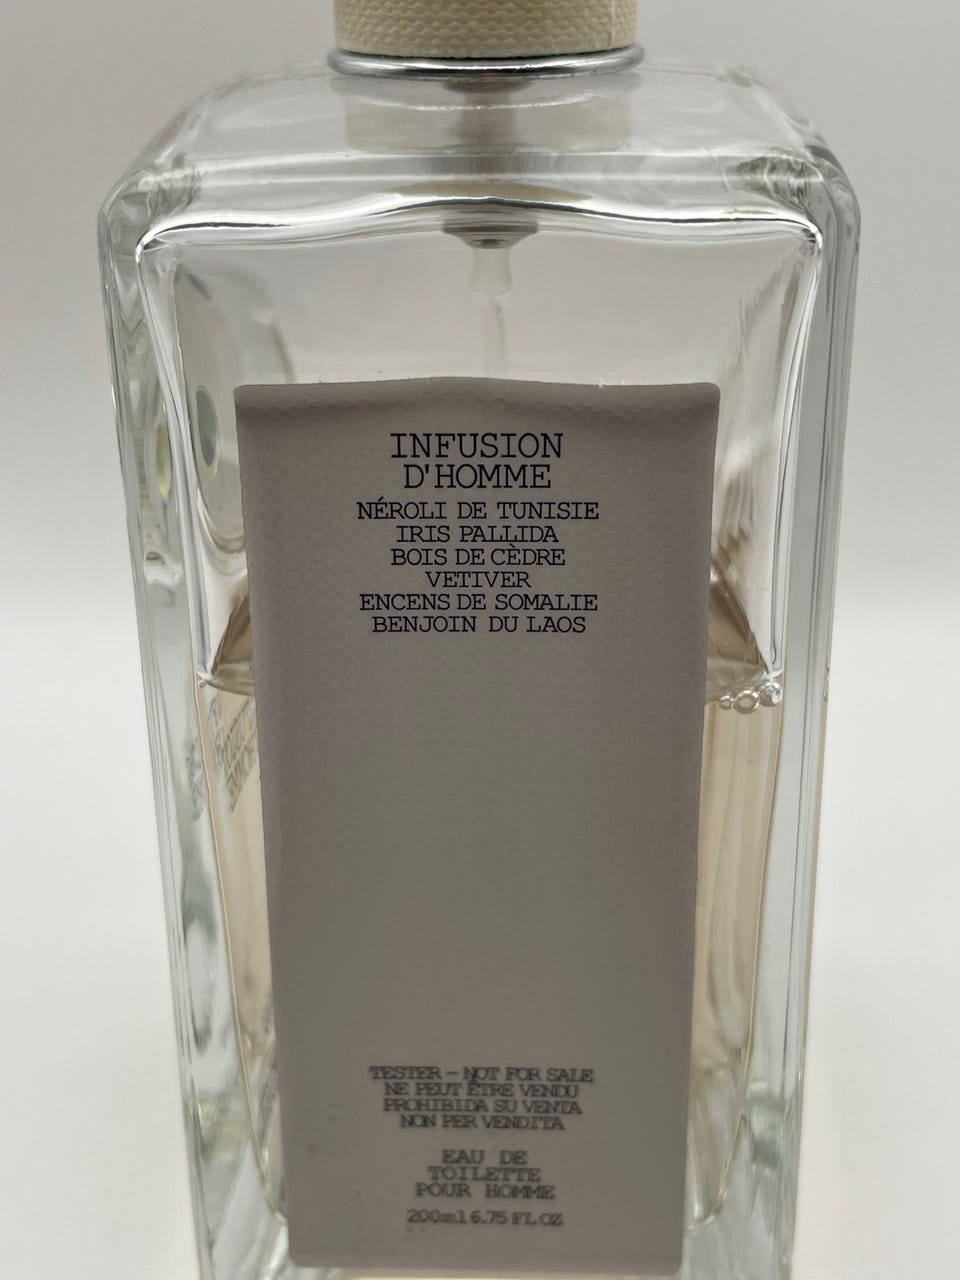 INFUSION
D'HOMME
NÉROLI DE TUNISIE
IRIS PALLIDA
BOIS DE CÈDRE
VETIVER
ENCENS DE SOMALIE
BENJOIN DU LAOS
TESTER – NOT FOR SALE
NE PEUT ÊTRE VENDU
PROHIBIDA SU VENTA
NON PER VENDITA
EAU DE
TOILETTE
POUR HOMME
200ml 6.75 FL OZ